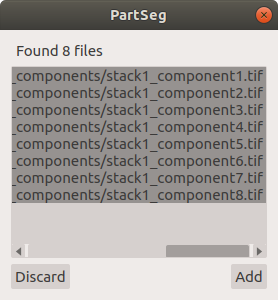 PartSeg
Found 8 files
_components/stack1_component1.tif
_components/stack1_component2.tif
_components/stack1_component3.tif
_components/stack1_component4.tif
_components/stack1_component5.tif
_components/stack1_component6.tif
_components/stack1_component7.tif
_components/stack1_component8.tif
Discard Add